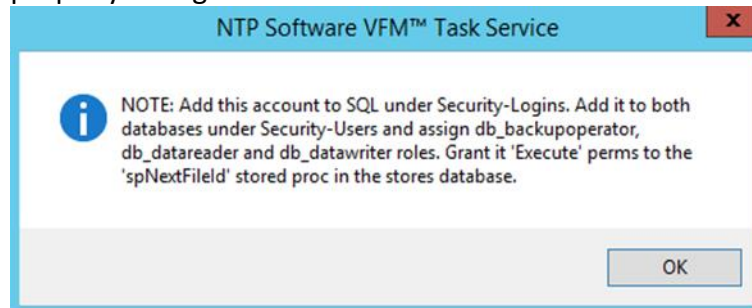 NTP Software VFM™ Task Service
x
NOTE: Add this account to SQL under Security-Logins. Add it to both
databases under Security-Users and assign db_backupoperator,
db_datareader and db_datawriter roles. Grant it 'Execute' perms to the
'spNextFileId' stored proc in the stores database.
OK